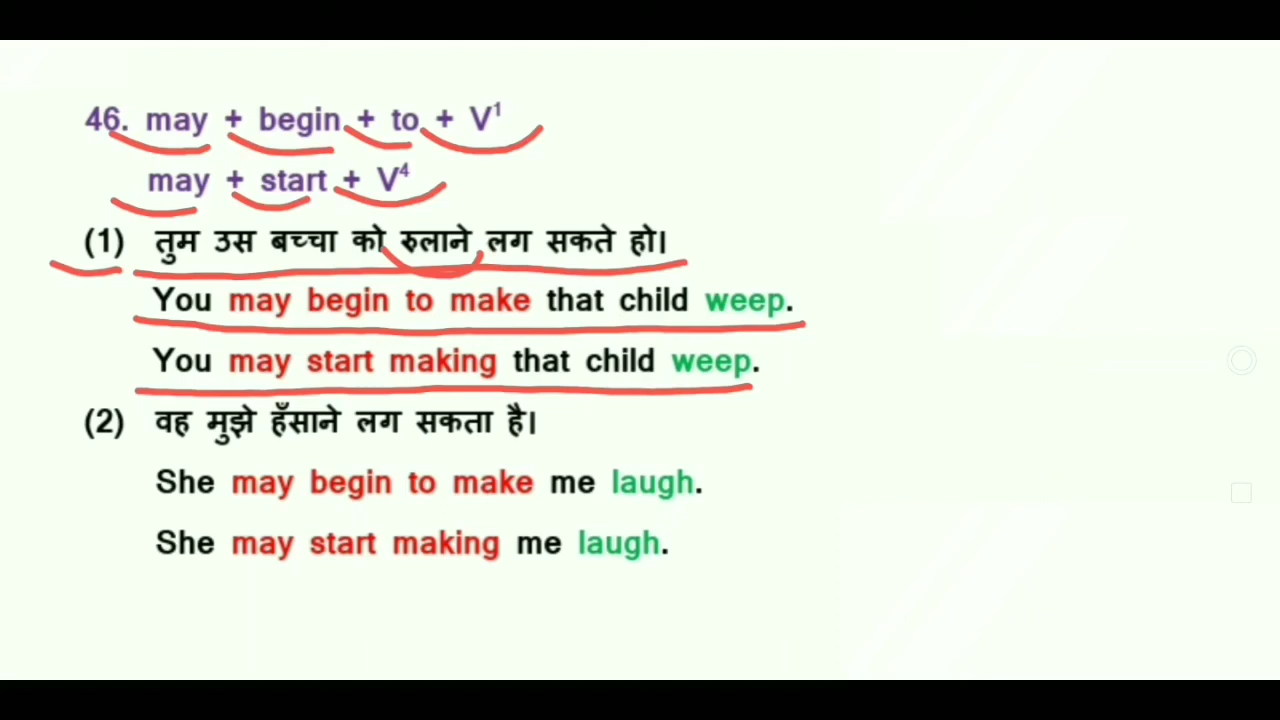 46. may + begin + to + V¹
may + start + V⁴
(1) तुम उस बच्चा को रुलाने लग सकते हो।
You may begin to make that child weep.
You may start making that child weep.
(2) वह मुझे हँसाने लग सकता है।
She may begin to make me laugh.
She may start making me laugh.